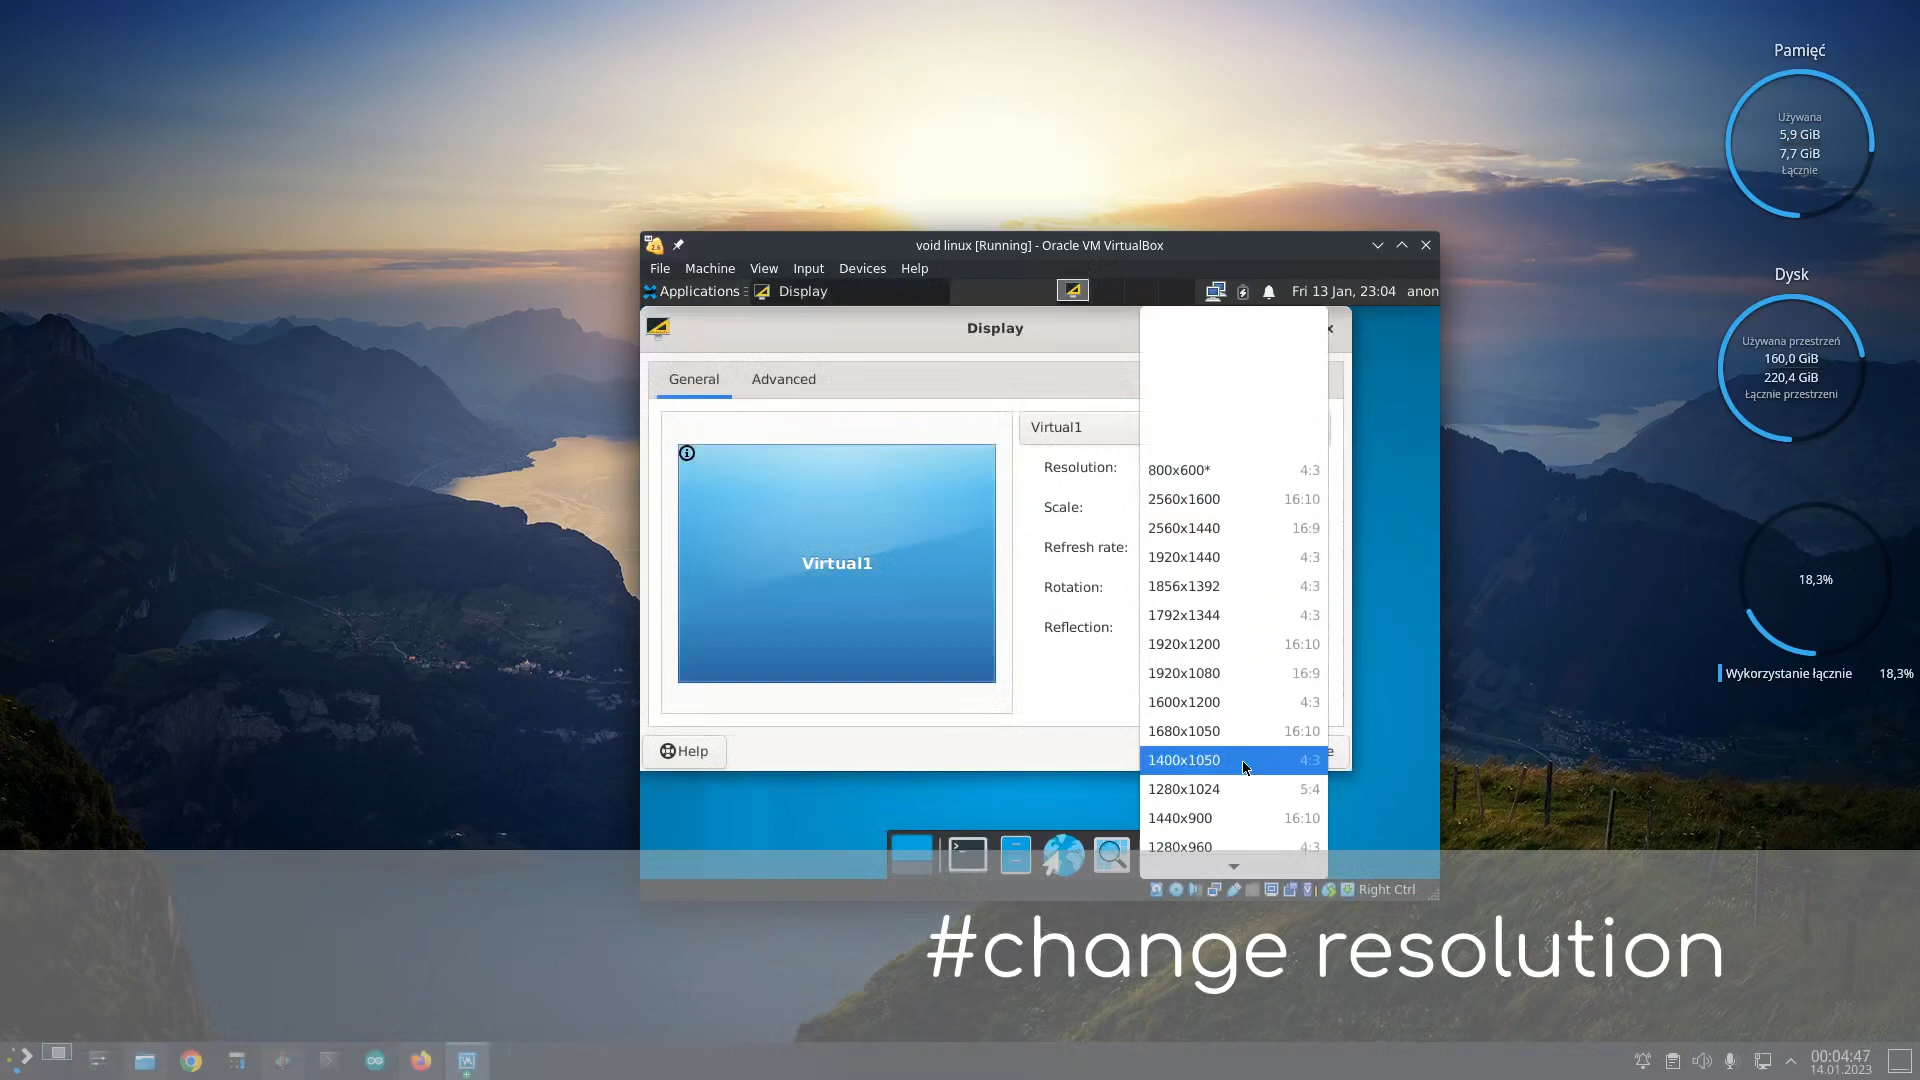 Pamięć
Używana
5,9 GiB
7,7 GiB
Łącznie
Dysk
Używana przestrzeń
160,0 GiB
220,4 GiB
Łącznie przestrzeni
18,3%
Wykorzystanie łącznie 18,3%
void linux [Running] - Oracle VM VirtualBox
File Machine View Input Devices Help
Applications Display Fri 13 Jan, 23:04 anon
Display
General Advanced
Virtual1
Virtual1
Resolution:
Scale:
Refresh rate:
Rotation:
Reflection:
800x600* 4:3
2560x1600 16:10
2560x1440 16:9
1920x1440 4:3
1856x1392 4:3
1792x1344 4:3
1920x1200 16:10
1920x1080 16:9
1600x1200 4:3
1680x1050 16:10
1400x1050 4:3
1280x1024 5:4
1440x900 16:10
1280x960 4:3
Help
Right Ctrl
#change resolution
00:04:47
14.01.2023